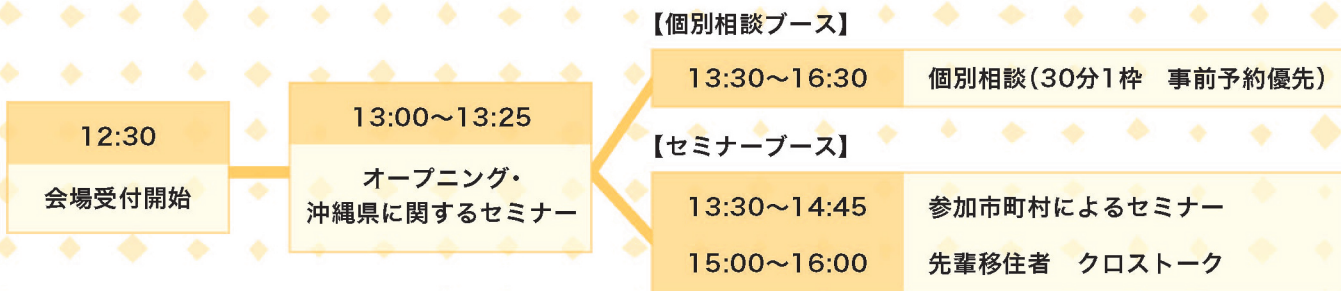 12:30
会場受付開始
13:00〜13:25
オープニング・
沖縄県に関するセミナー
【個別相談ブース】
13:30〜16:30 個別相談（30分1枠　事前予約優先）
【セミナーブース】
13:30〜14:45 参加市町村によるセミナー
15:00〜16:00 先輩移住者　クロストーク